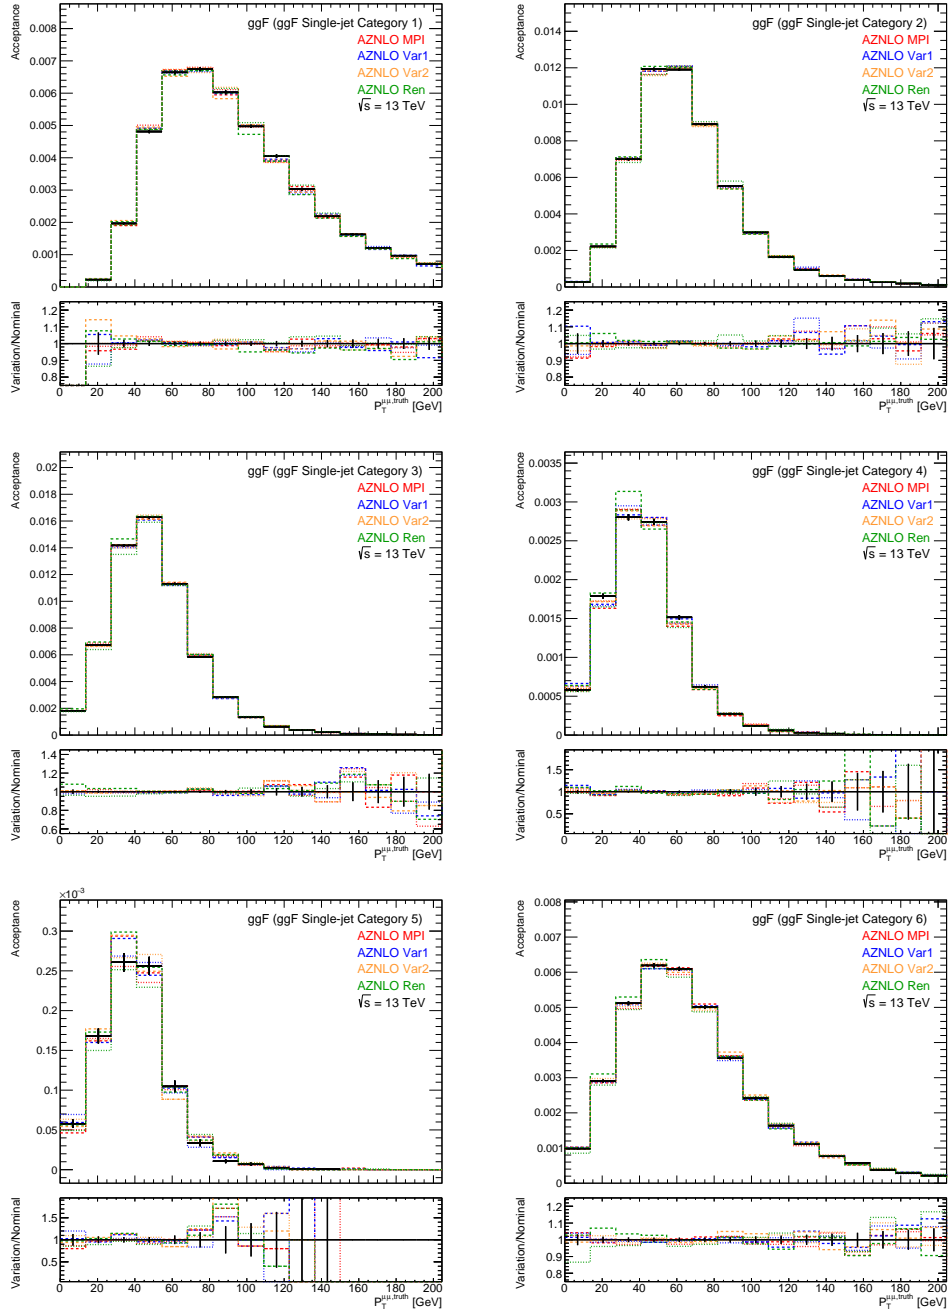 Acceptance
ggF (ggF Single-jet Category 1)
AZNLO MPI
AZNLO Var1
AZNLO Var2
AZNLO Ren
√s = 13 TeV
0.008
0.007
0.006
0.005
0.004
0.003
0.002
0.001
0
Variation/Nominal
1.2
1.1
1
0.9
0.8
0 20 40 60 80 100 120 140 160 180 200
P_T^{μμ,truth} [GeV]
Acceptance
ggF (ggF Single-jet Category 2)
AZNLO MPI
AZNLO Var1
AZNLO Var2
AZNLO Ren
√s = 13 TeV
0.014
0.012
0.01
0.008
0.006
0.004
0.002
0
Variation/Nominal
1.2
1.1
1
0.9
0.8
0 20 40 60 80 100 120 140 160 180 200
P_T^{μμ,truth} [GeV]
Acceptance
ggF (ggF Single-jet Category 3)
AZNLO MPI
AZNLO Var1
AZNLO Var2
AZNLO Ren
√s = 13 TeV
0.02
0.018
0.016
0.014
0.012
0.01
0.008
0.006
0.004
0.002
0
Variation/Nominal
1.4
1.2
1
0.8
0.6
0 20 40 60 80 100 120 140 160 180 200
P_T^{μμ,truth} [GeV]
Acceptance
ggF (ggF Single-jet Category 4)
AZNLO MPI
AZNLO Var1
AZNLO Var2
AZNLO Ren
√s = 13 TeV
0.0035
0.003
0.0025
0.002
0.0015
0.001
0.0005
0
Variation/Nominal
1.5
1
0.5
0 20 40 60 80 100 120 140 160 180 200
P_T^{μμ,truth} [GeV]
×10⁻³
Acceptance
ggF (ggF Single-jet Category 5)
AZNLO MPI
AZNLO Var1
AZNLO Var2
AZNLO Ren
√s = 13 TeV
0.3
0.25
0.2
0.15
0.1
0.05
0
Variation/Nominal
1.5
1
0.5
0 20 40 60 80 100 120 140 160 180 200
P_T^{μμ,truth} [GeV]
Acceptance
ggF (ggF Single-jet Category 6)
AZNLO MPI
AZNLO Var1
AZNLO Var2
AZNLO Ren
√s = 13 TeV
0.008
0.007
0.006
0.005
0.004
0.003
0.002
0.001
0
Variation/Nominal
1.2
1.1
1
0.9
0.8
0 20 40 60 80 100 120 140 160 180 200
P_T^{μμ,truth} [GeV]